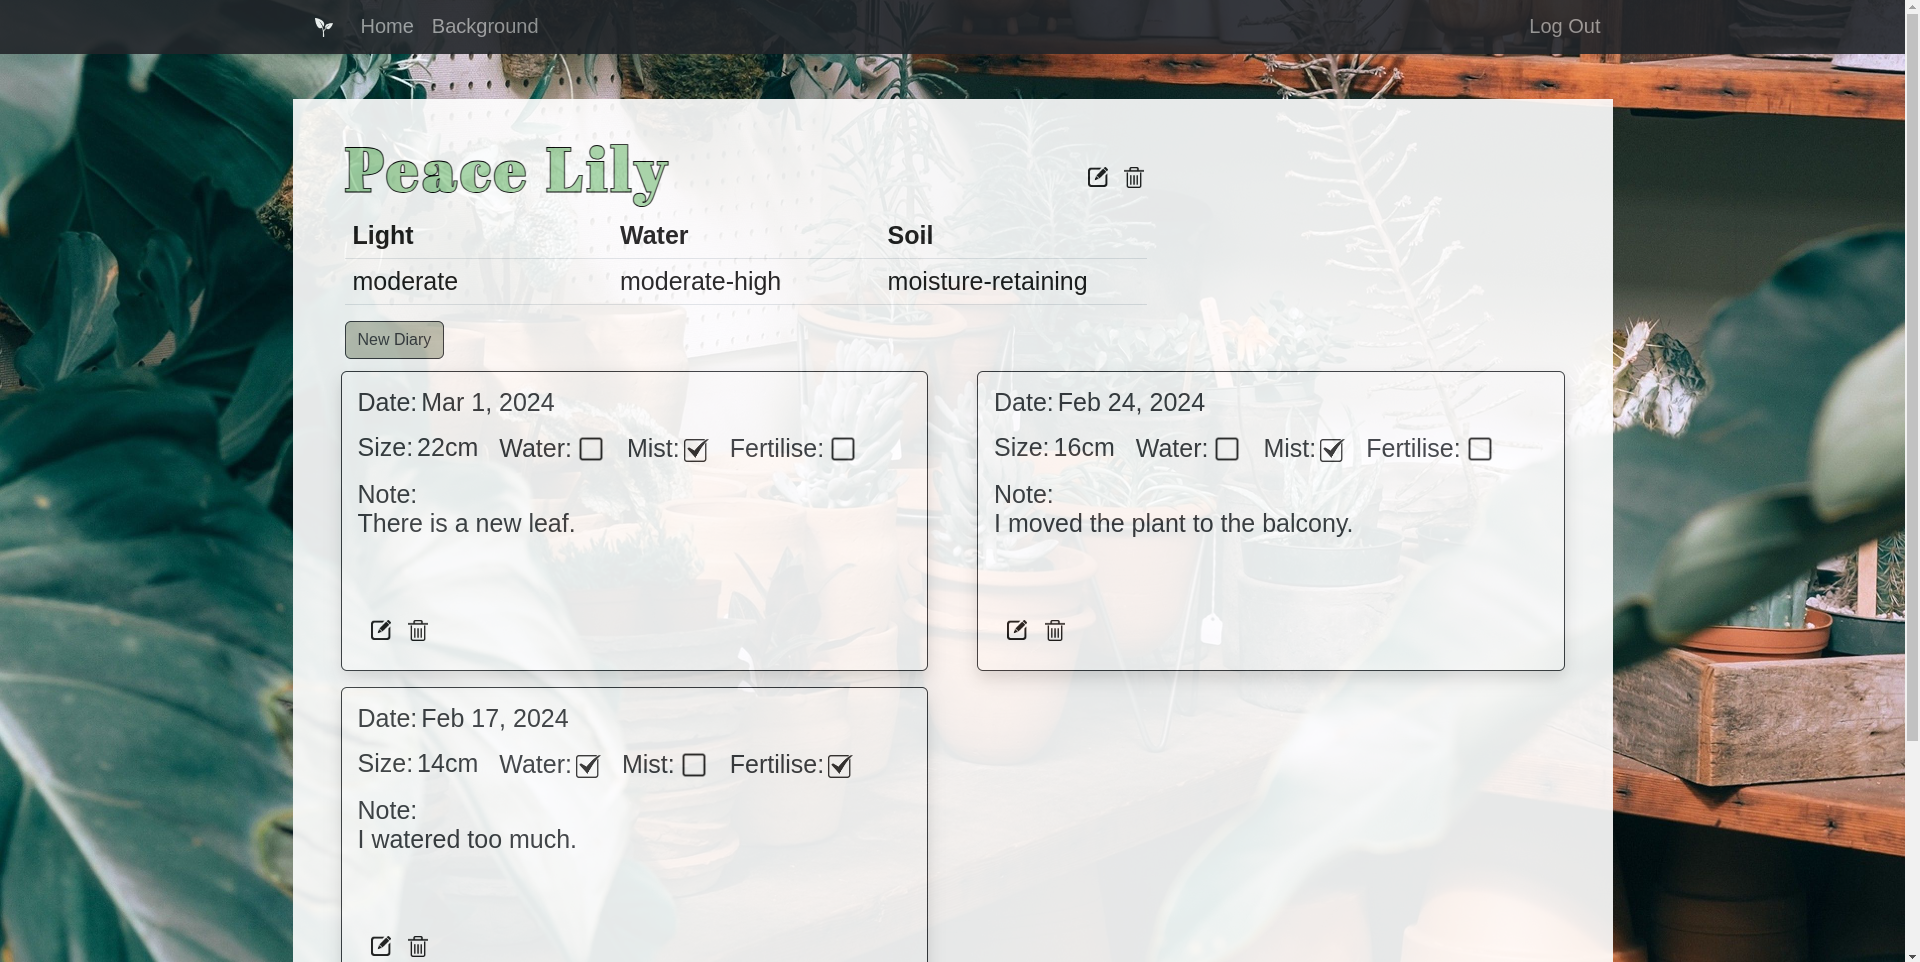 Home Background Log Out
Peace Lily
Light Water Soil
moderate moderate-high moisture-retaining
New Diary
Date: Mar 1, 2024
Size: 22cm Water: Mist: Fertilise:
Note:
There is a new leaf.
Date: Feb 24, 2024
Size: 16cm Water: Mist: Fertilise:
Note:
I moved the plant to the balcony.
Date: Feb 17, 2024
Size: 14cm Water: Mist: Fertilise:
Note:
I watered too much.